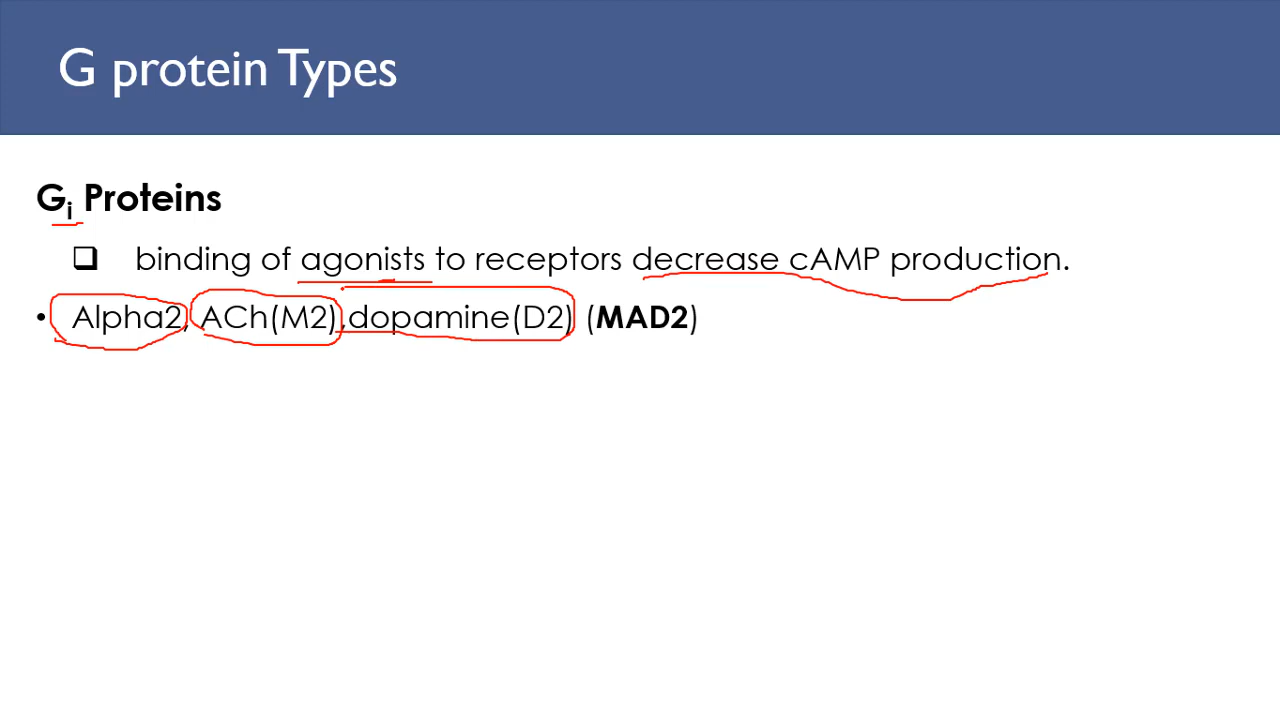 G protein Types
Gi Proteins
❑ binding of agonists to receptors decrease cAMP production.
• Alpha2, ACh(M2),dopamine(D2) (MAD2)